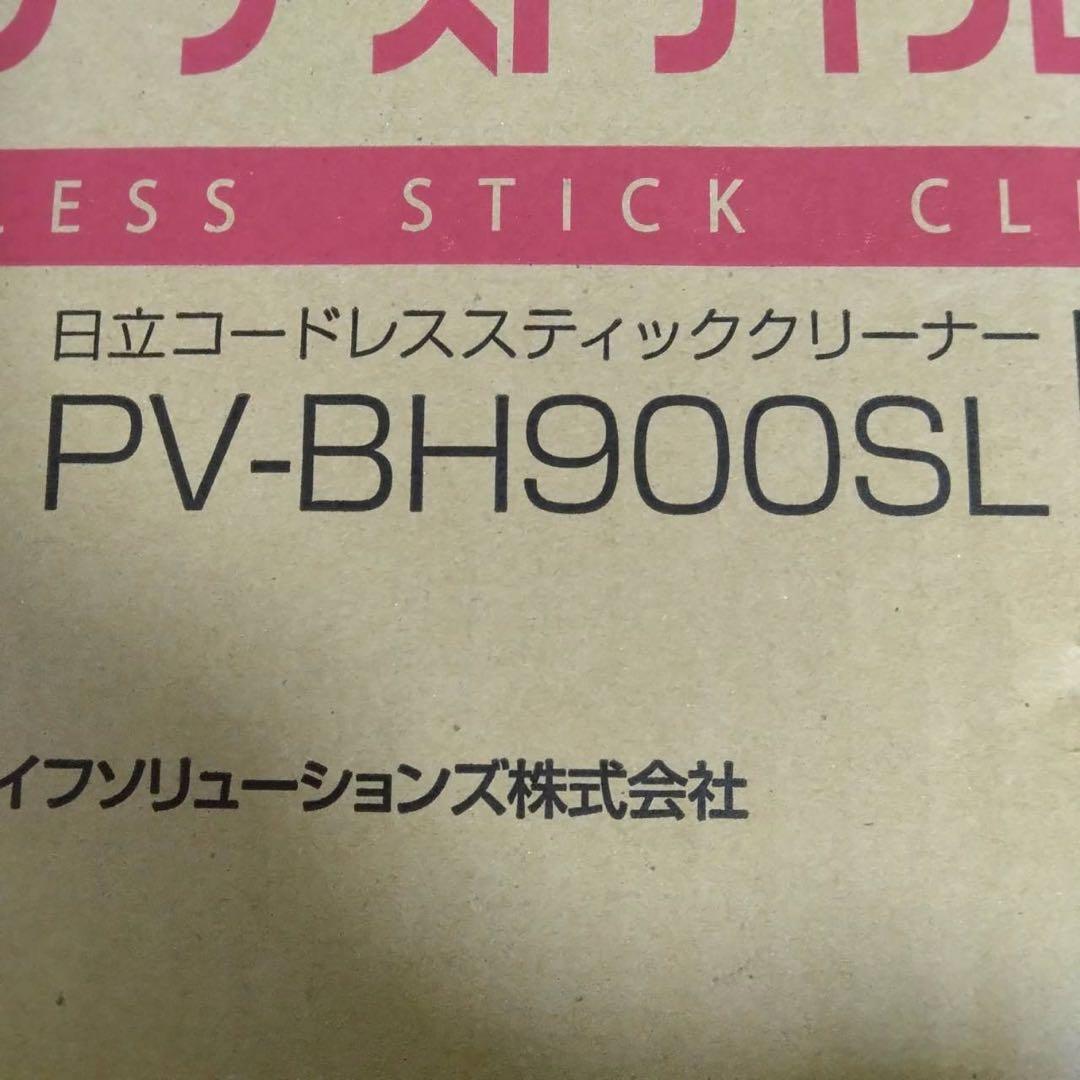 LESS STICK CL
日立コードレススティッククリーナー
PV-BH900SL
イフソリューションズ株式会社